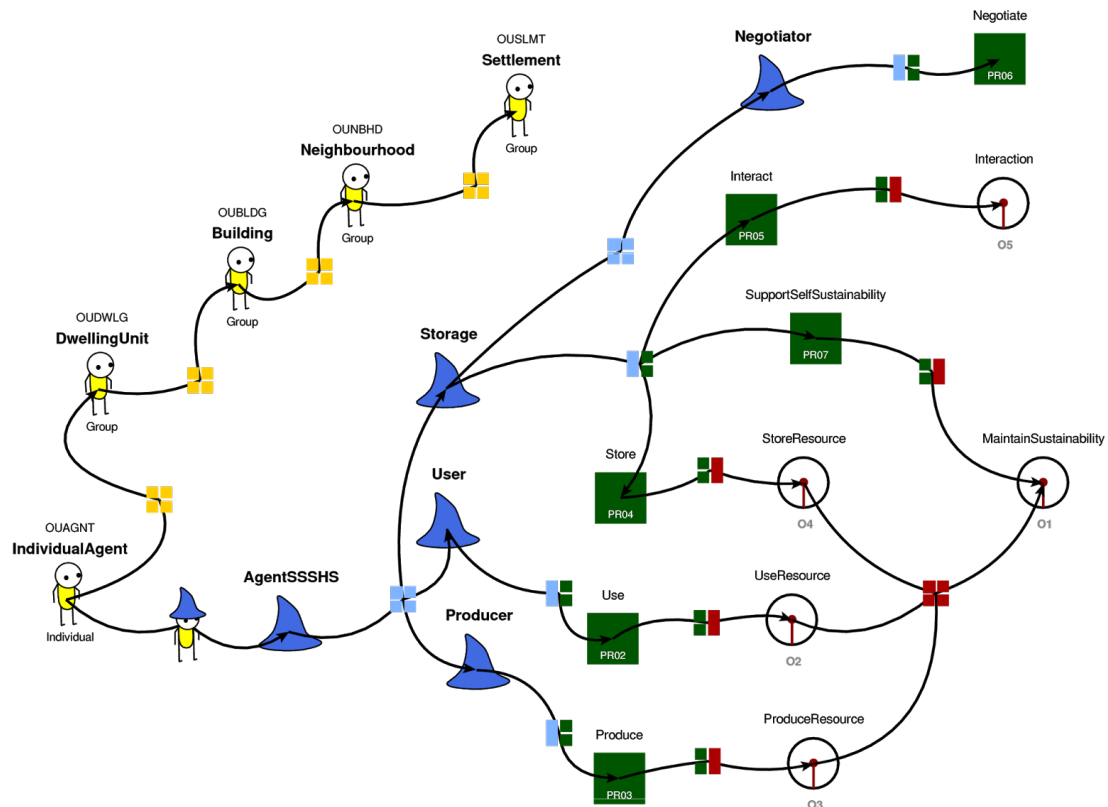 Negotiate
Negotiator
PR06
OUSLMT
Settlement
Group
OUNBHD
Neighbourhood
Group
Interaction
O5
Interact
PR05
OUBLDG
Building
Group
SupportSelfSustainability
PR07
OUDWLG
DwellingUnit
Group
Storage
StoreResource
O4
MaintainSustainability
O1
Store
PR04
User
OUAGNT
IndividualAgent
Individual
AgentSSSHS
UseResource
O2
Use
PR02
Producer
ProduceResource
O3
Produce
PR03